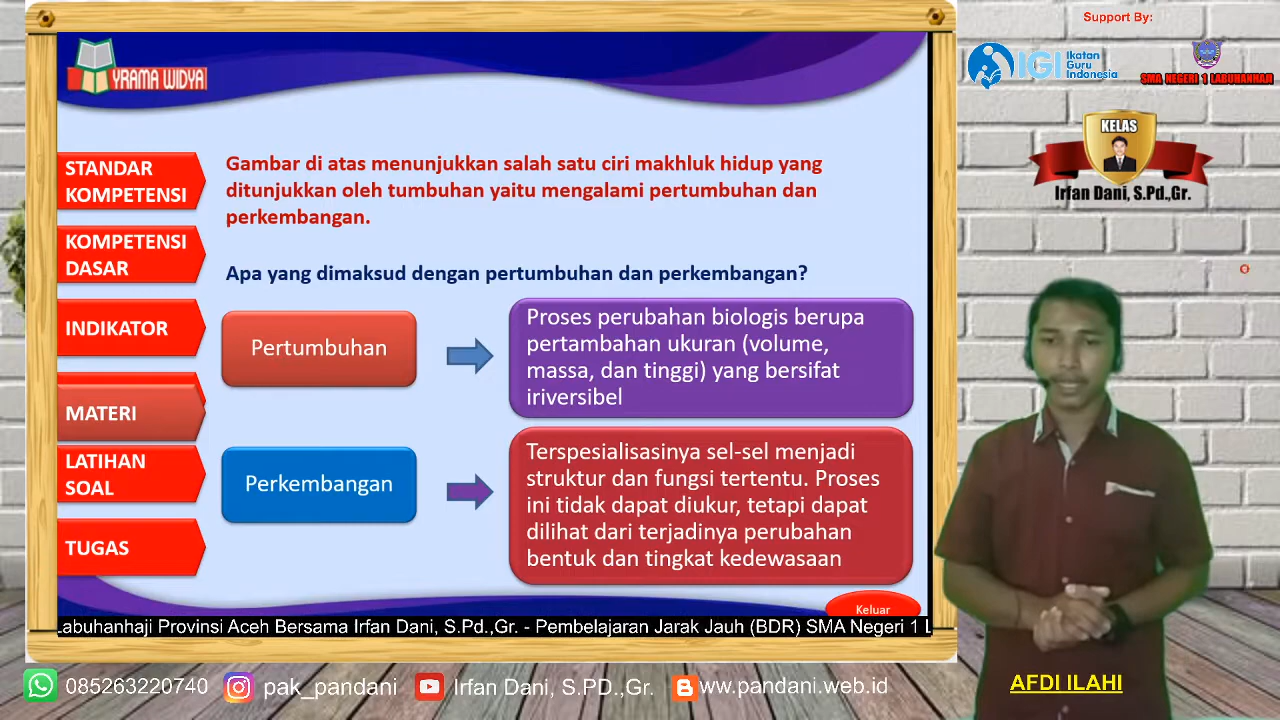 Support By:
YRAMA WIDYA
IGI Ikatan
Guru
Indonesia
SMA NEGERI 1 LABUHANHAJI
KELAS
Irfan Dani, S.Pd.,Gr.
STANDAR
KOMPETENSI
KOMPETENSI
DASAR
INDIKATOR
MATERI
LATIHAN
SOAL
TUGAS
Gambar di atas menunjukkan salah satu ciri makhluk hidup yang
ditunjukkan oleh tumbuhan yaitu mengalami pertumbuhan dan
perkembangan.
Apa yang dimaksud dengan pertumbuhan dan perkembangan?
Pertumbuhan
Proses perubahan biologis berupa
pertambahan ukuran (volume,
massa, dan tinggi) yang bersifat
iriversibel
Perkembangan
Terspesialisasinya sel-sel menjadi
struktur dan fungsi tertentu. Proses
ini tidak dapat diukur, tetapi dapat
dilihat dari terjadinya perubahan
bentuk dan tingkat kedewasaan
Keluar
Labuhanhaji Provinsi Aceh Bersama Irfan Dani, S.Pd.,Gr. - Pembelajaran Jarak Jauh (BDR) SMA Negeri 1 L
085263220740
pak_pandani
Irfan Dani, S.PD.,Gr.
ww.pandani.web.id
AFDI ILAHI